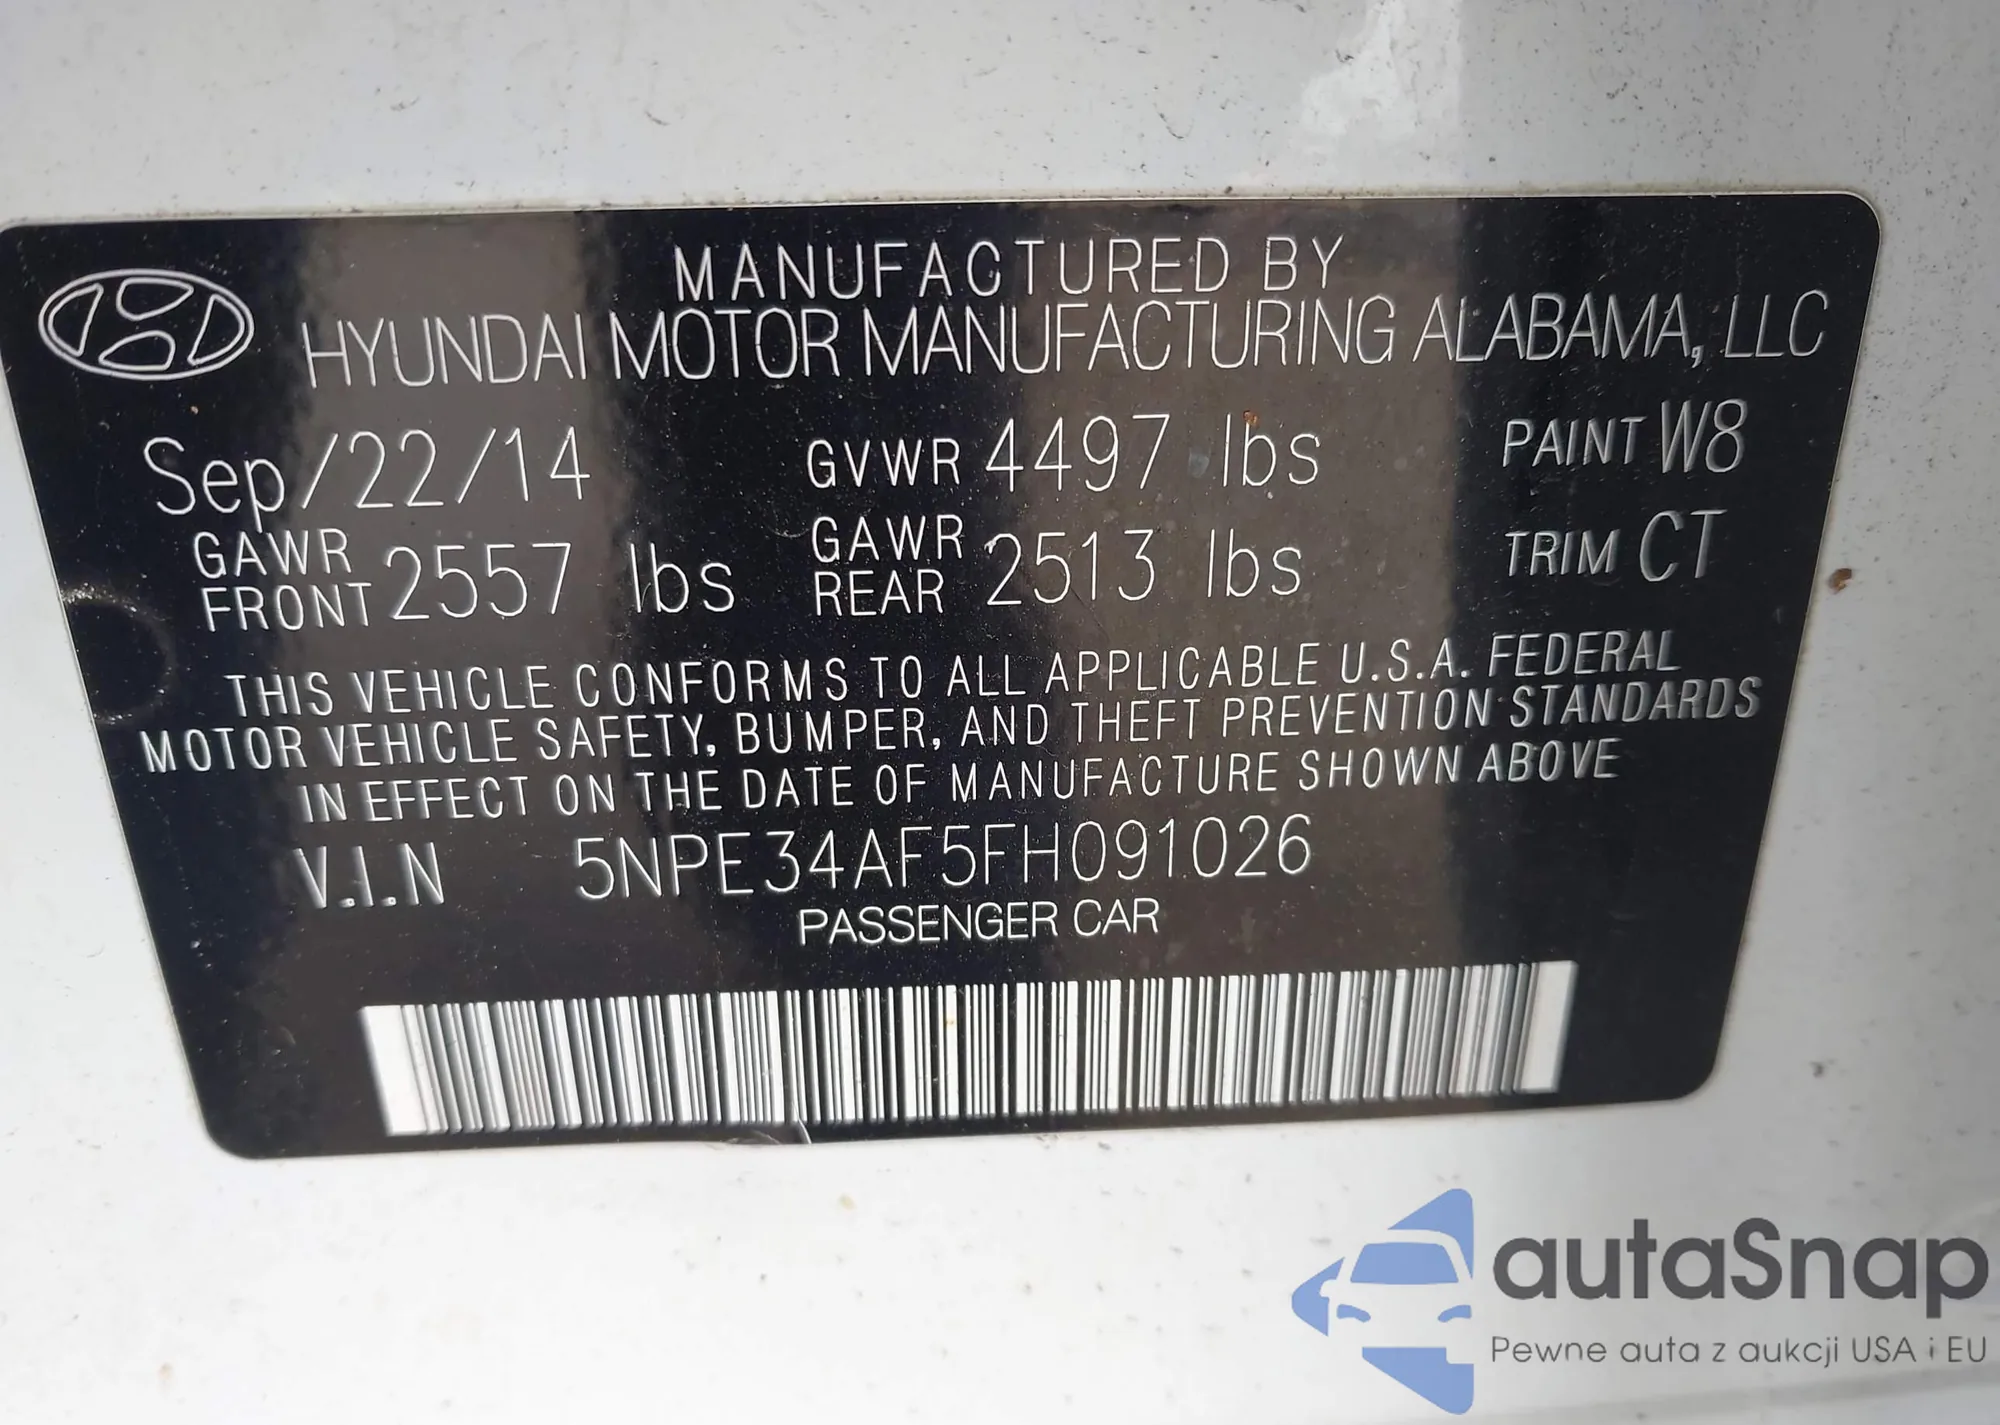 MANUFACTURED BY
HYUNDAI MOTOR MANUFACTURING ALABAMA, LLC
Sep/22/14 GVWR 4497 lbs PAINT W8
GAWR FRONT 2557 lbs GAWR REAR 2513 lbs TRIM CT
THIS VEHICLE CONFORMS TO ALL APPLICABLE U.S.A. FEDERAL
MOTOR VEHICLE SAFETY, BUMPER, AND THEFT PREVENTION STANDARDS
IN EFFECT ON THE DATE OF MANUFACTURE SHOWN ABOVE
V.I.N 5NPE34AF5FH091026
PASSENGER CAR
autaSnap
Pewne auta z aukcji USA i EU